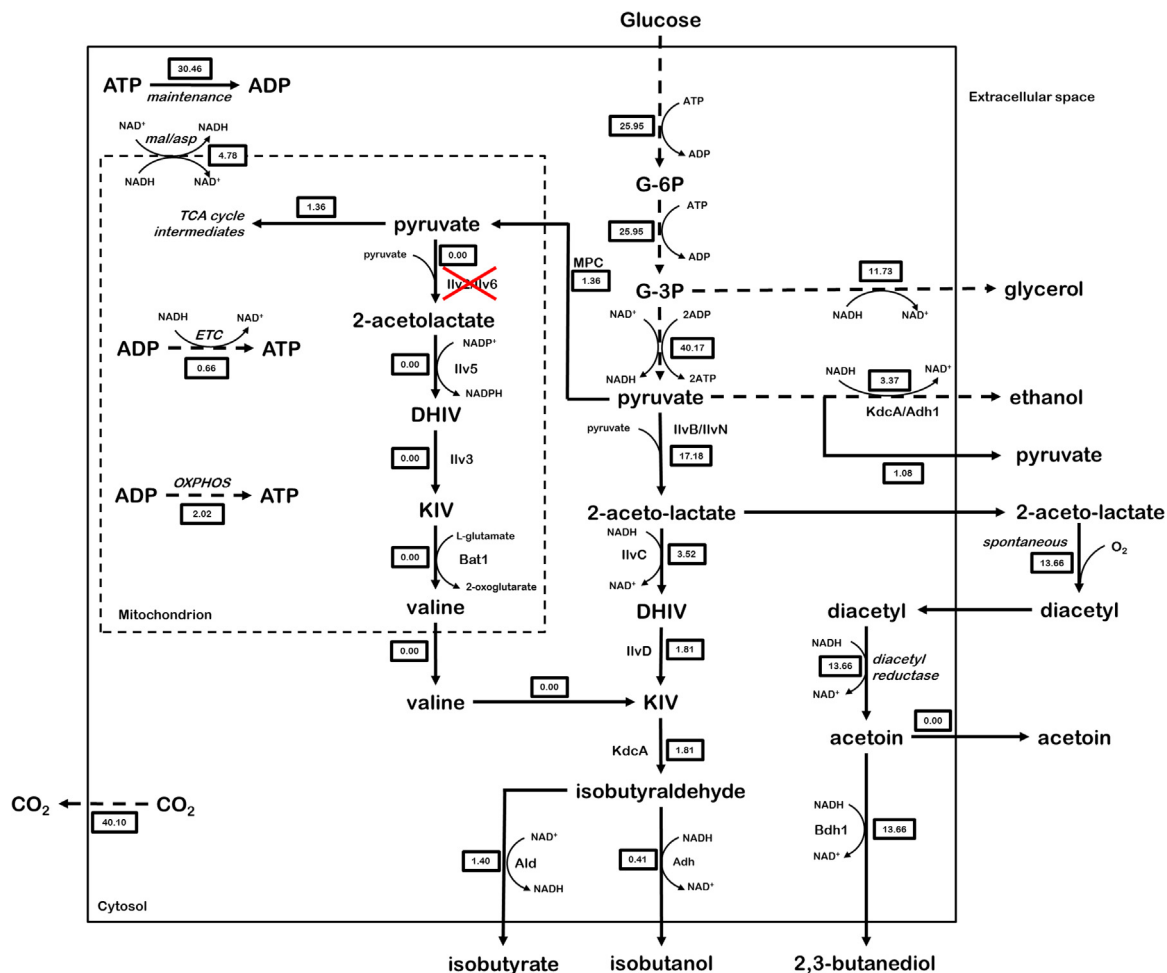 Glucose
Extracellular space
ATP
30.46
ADP
maintenance
NAD⁺
NADH
mal/asp
4.78
NADH
NAD⁺
ATP
25.95
ADP
G-6P
ATP
25.95
ADP
TCA cycle
intermediates
1.36
pyruvate
pyruvate
0.00
Ilv2/Ilv6
MPC
1.36
G-3P
11.73
NADH
NAD⁺
glycerol
2-acetolactate
NAD⁺
2ADP
40.17
NADH
2ATP
NADH
NAD⁺
ETC
ADP
ATP
0.66
NADP⁺
0.00
Ilv5
NADPH
DHIV
pyruvate
NADH
3.37
NAD⁺
KdcA/Adh1
ethanol
pyruvate
IlvB/IlvN
17.18
1.08
pyruvate
0.00
Ilv3
OXPHOS
ADP
ATP
2.02
KIV
2-aceto-lactate
2-aceto-lactate
L-glutamate
0.00
Bat1
2-oxoglutarate
NADH
IlvC
3.52
NAD⁺
spontaneous
13.66
O₂
valine
DHIV
diacetyl
diacetyl
Mitochondrion
0.00
IlvD
1.81
NADH
13.66
diacetyl
reductase
NAD⁺
valine
0.00
KIV
acetoin
0.00
acetoin
KdcA
1.81
isobutyraldehyde
CO₂
CO₂
40.10
NADH
Bdh1
13.66
NAD⁺
NAD⁺
1.40
Ald
NADH
NADH
0.41
Adh
NAD⁺
Cytosol
isobutyrate
isobutanol
2,3-butanediol